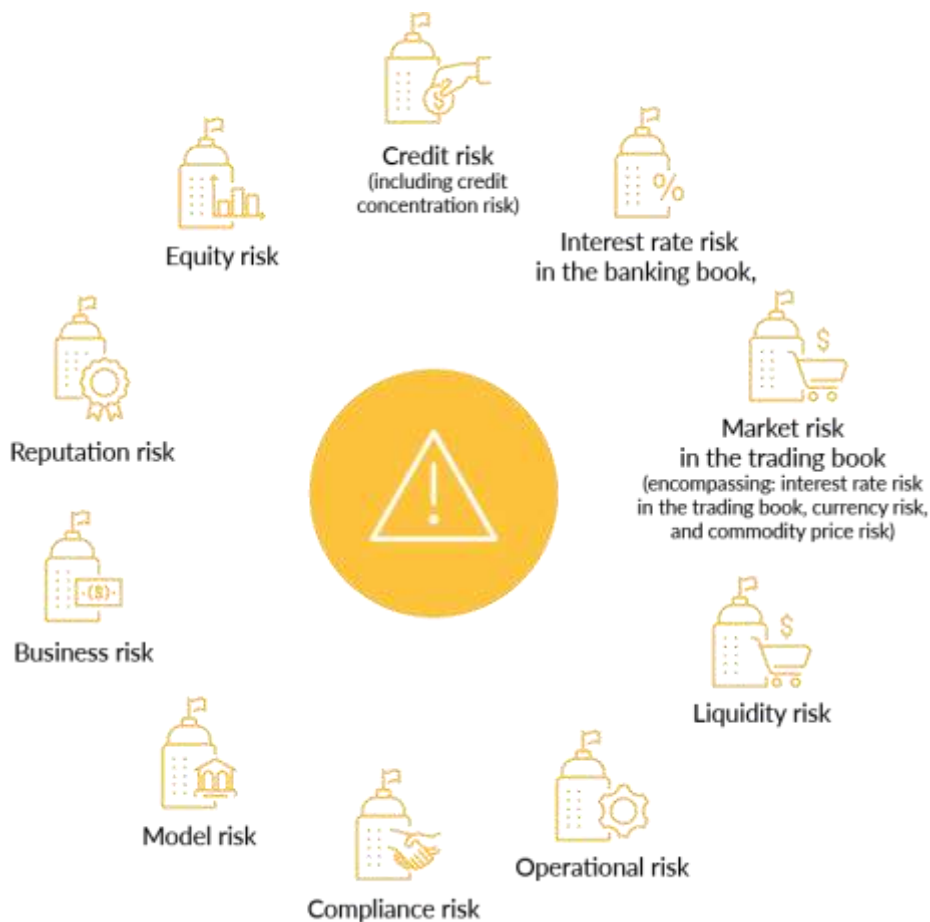 Credit risk
(including credit
concentration risk)
Interest rate risk
in the banking book,
Market risk
in the trading book
(encompassing: interest rate risk
in the trading book, currency risk,
and commodity price risk)
Liquidity risk
Operational risk
Compliance risk
Model risk
Business risk
Reputation risk
Equity risk
$
%
$
$
($)
!